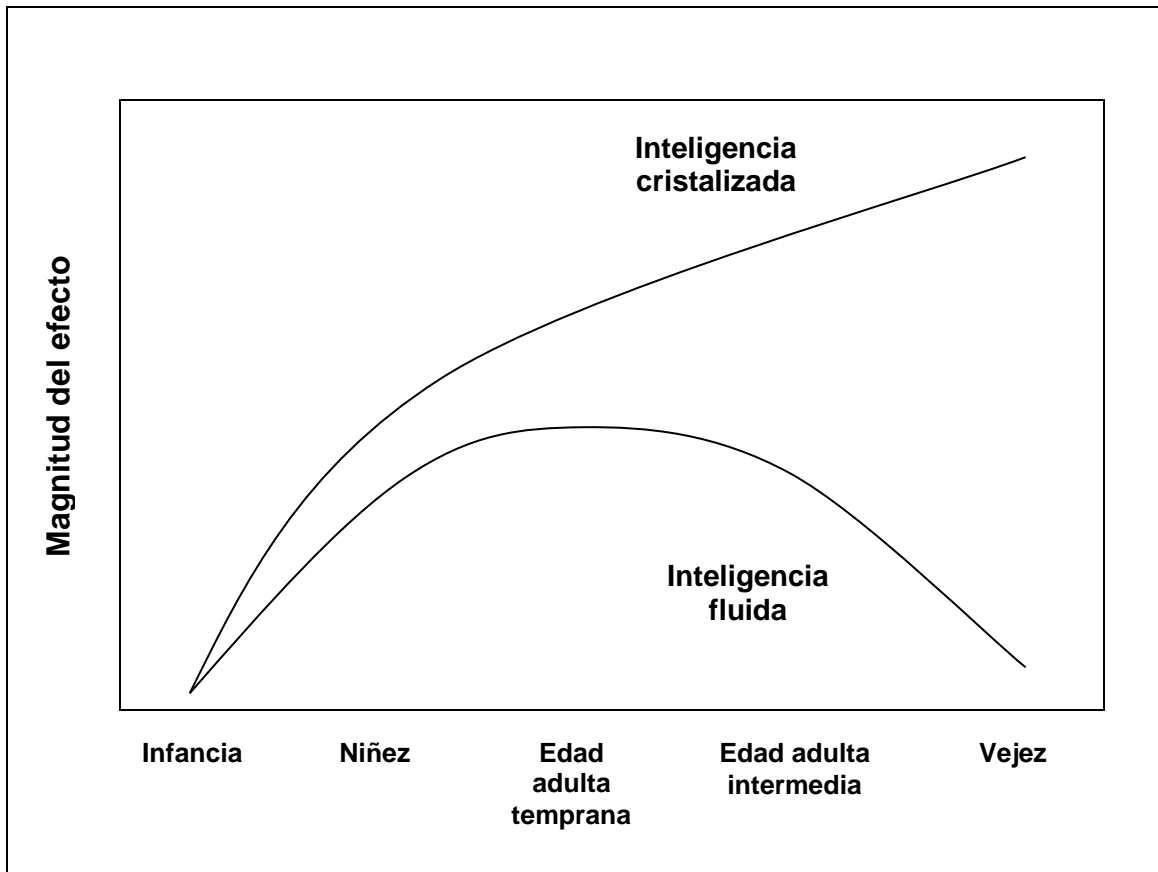 Inteligencia
cristalizada
Magnitud del efecto
Inteligencia
fluida
Infancia
Niñez
Edad
adulta
temprana
Edad adulta
intermedia
Vejez